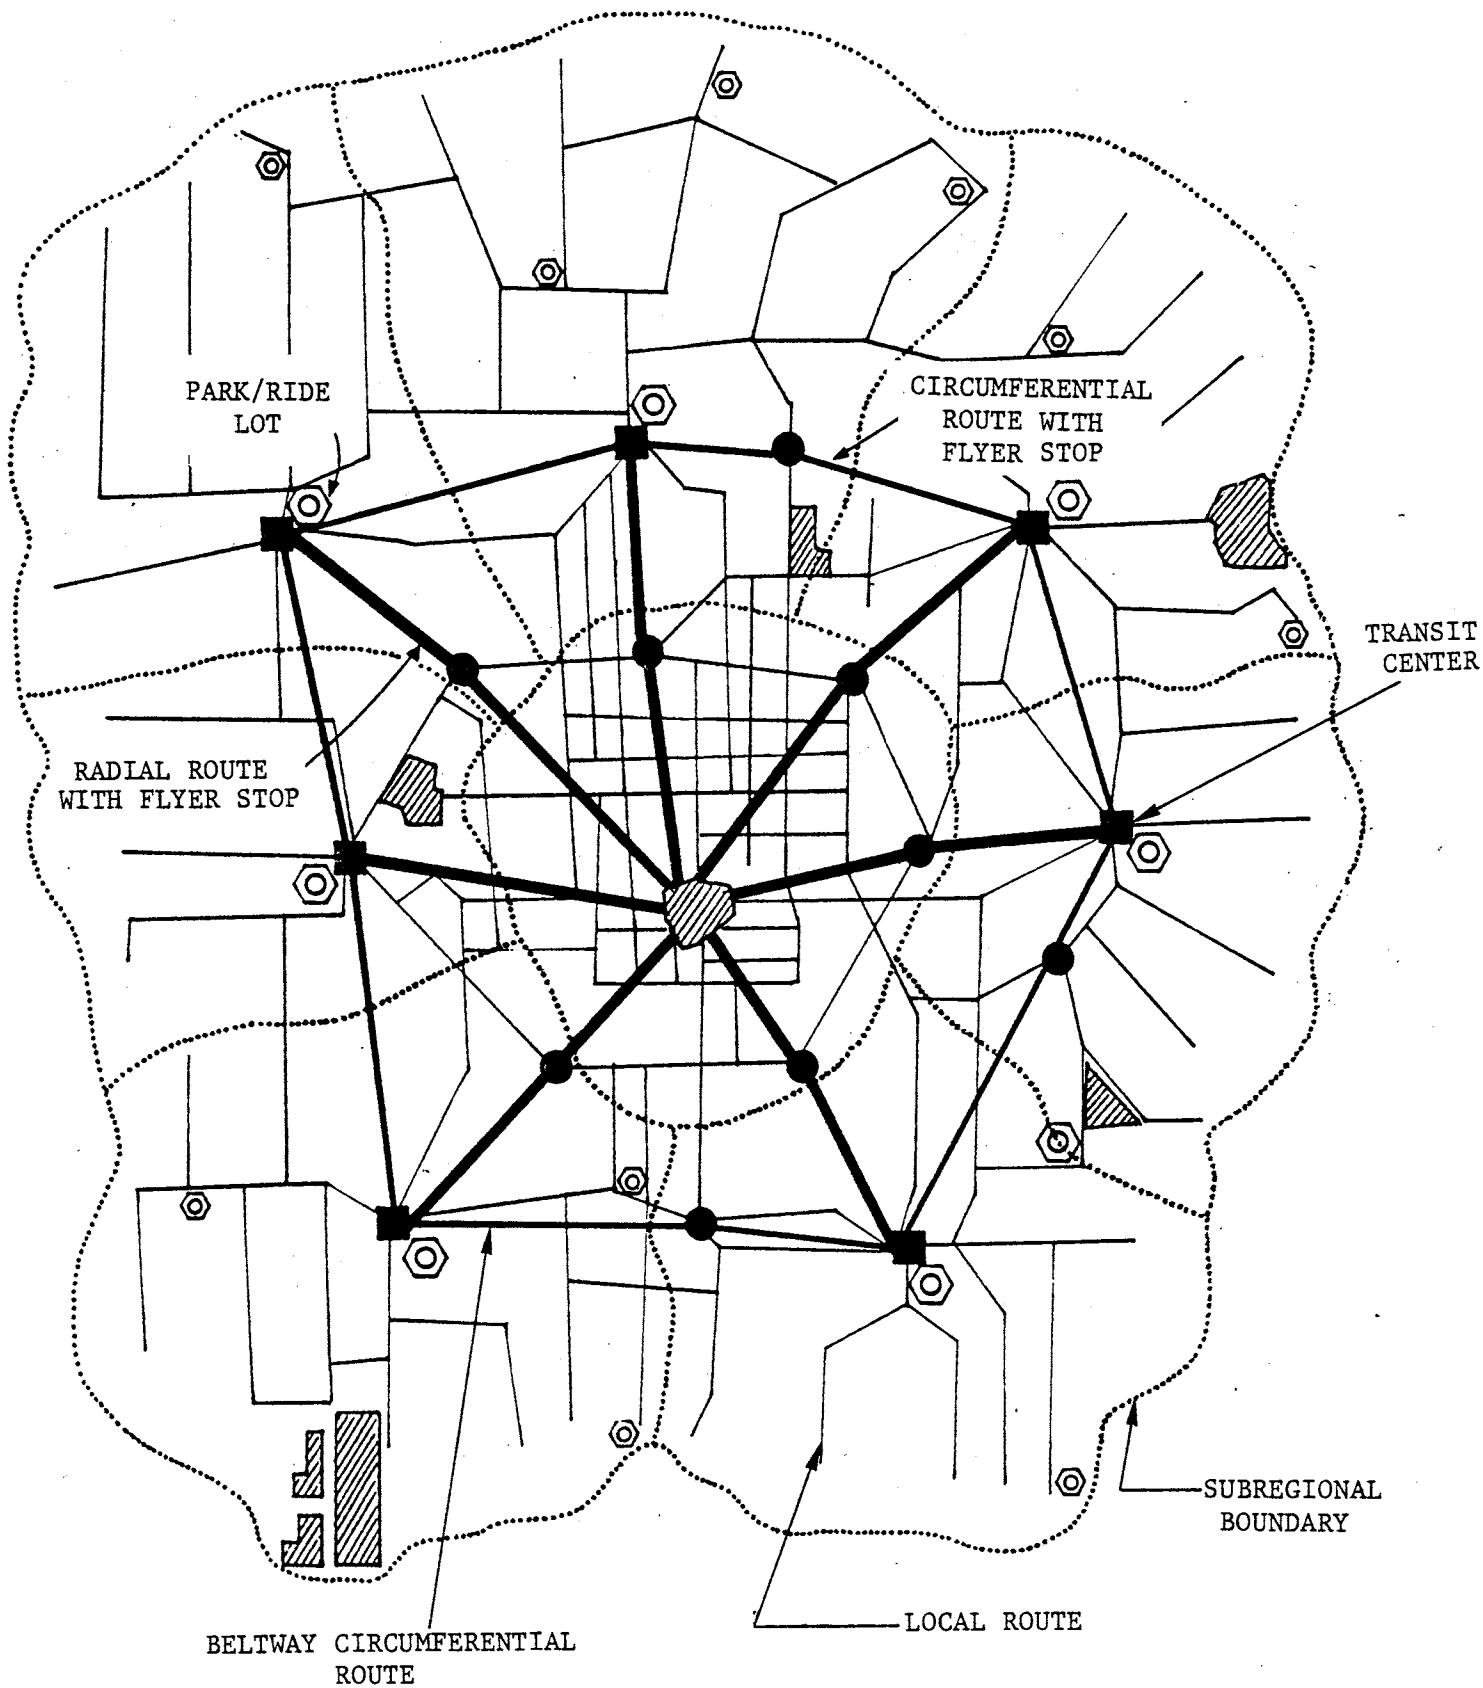 PARK/RIDE
LOT
CIRCUMFERENTIAL
ROUTE WITH
FLYER STOP
TRANSIT
CENTER
RADIAL ROUTE
WITH FLYER STOP
SUBREGIONAL
BOUNDARY
LOCAL ROUTE
BELTWAY CIRCUMFERENTIAL
ROUTE